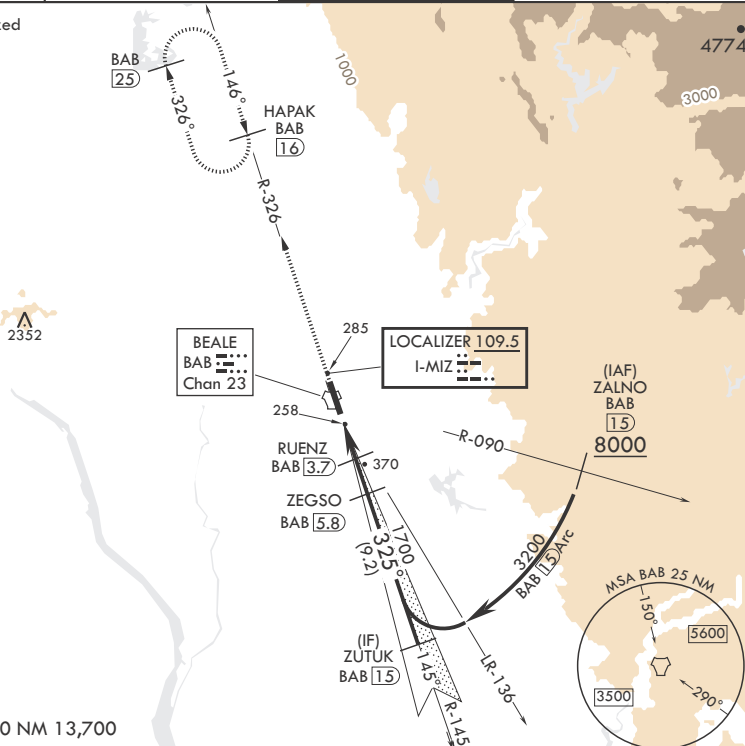 ed
4774
BAB
25
1000
3000
146°
326°
HAPAK
BAB
16
R-326
2352
285
BEALE
BAB
Chan 23
LOCALIZER 109.5
I-MIZ
(IAF)
ZALNO
BAB
15
8000
258
R-090
RUENZ
BAB 3.7
370
ZEGSO
BAB 5.8
1700
325°
(9.2)
3200
BAB 15 Arc
MSA BAB 25 NM
150°
5600
3500
290°
(IF)
ZUTUK
BAB 15
145°
R-145
LR-136
0 NM 13,700